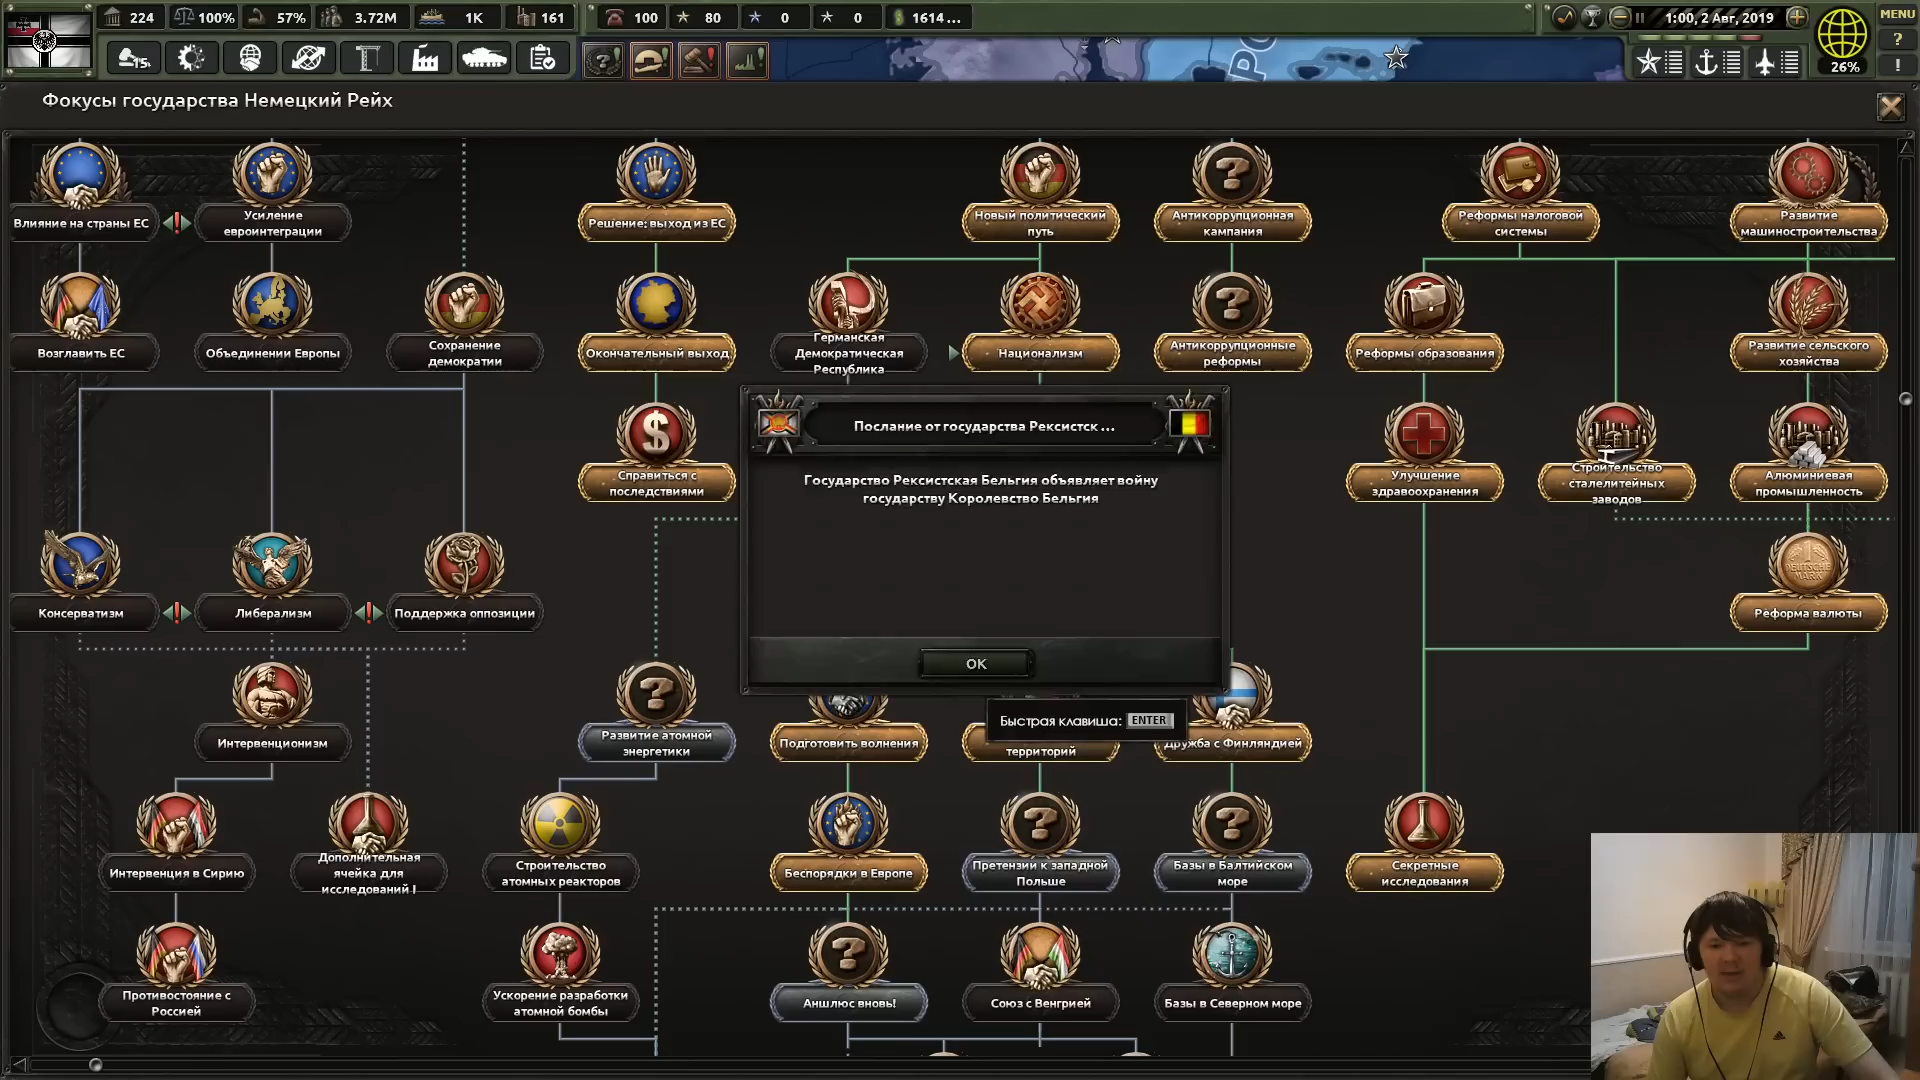 224
100%
57%
3.72M
1K
161
100
80
0
0
1614 ...
1:00, 2 Авг, 2019
MENU
15
26%
Фокусы государства Немецкий Рейх
Влияние на страны ЕС
Усиление
евроинтеграции
Решение: выход из ЕС
Новый политический
путь
Антикоррупционная
кампания
Реформы налоговой
системы
Развитие
машиностроительства
Возглавить ЕС
Объединении Европы
Сохранение
демократии
Окончательный выход
Германская
Демократическая
Республика
Национализм
Антикоррупционные
реформы
Реформы образования
Развитие сельского
хозяйства
Справиться с
последствиями
Послание от государства Рексистск ...
Государство Рексистская Бельгия объявляет войну
государству Королевство Бельгия
OK
Быстрая клавиша: ENTER
Улучшение
здравоохранения
Строительство
сталелитейных
заводов
Алюминиевая
промышленность
Консерватизм
Либерализм
Поддержка оппозиции
DEUTSCHE
MARK
Реформа валюты
Интервенционизм
Развитие атомной
энергетики
Подготовить волнения
территорий
Дружба с Финляндией
Интервенция в Сирию
Дополнительная
ячейка для
исследований I
Строительство
атомных реакторов
Беспорядки в Европе
Претензии к западной
Польше
Базы в Балтийском
море
Секретные
исследования
Противостояние с
Россией
Ускорение разработки
атомной бомбы
Аншлюс вновь!
Союз с Венгрией
Базы в Северном море